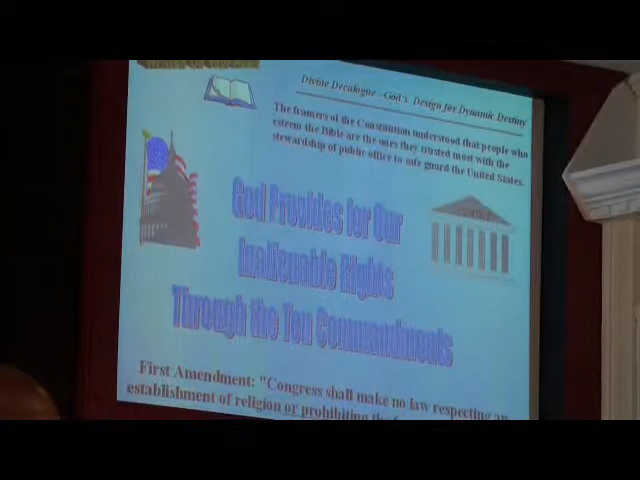 Divine Decalogue - God's Design for Dynamic Destiny
The framers of the Constitution understood that people who
esteem the Bible are the ones they trusted most with the
stewardship of public office to safe guard the United States.
God Provides for Our
Inalienable Rights
Through the Ten Commandments
First Amendment: "Congress shall make no law respecting an
establishment of religion or prohibiting the